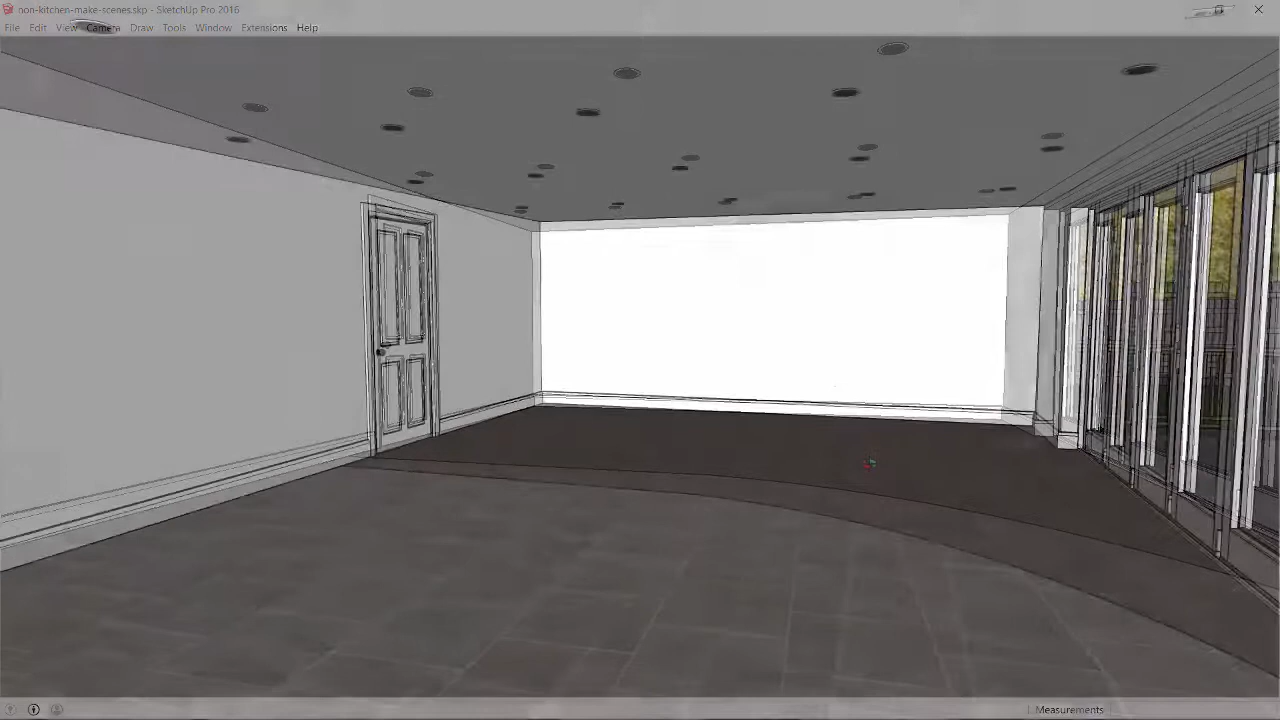 non-kitchen-make-scenes.skp - SketchUp Pro 2016
File Edit View Camera Draw Tools Window Extensions Help
Measurements